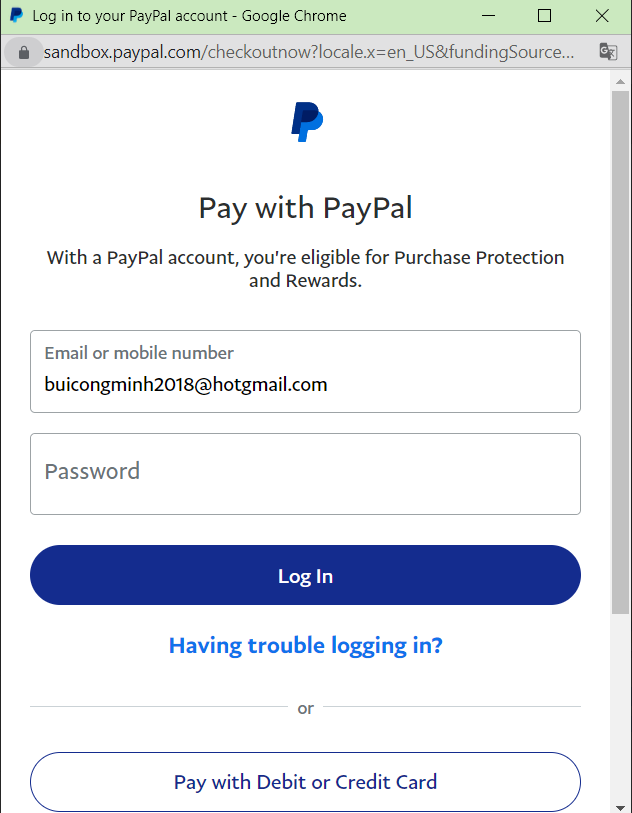 Log in to your PayPal account - Google Chrome
sandbox.paypal.com/checkoutnow?locale.x=en_US&fundingSource...
Pay with PayPal
With a PayPal account, you're eligible for Purchase Protection
and Rewards.
Email or mobile number
buicongminh2018@hotgmail.com
Password
Log In
Having trouble logging in?
or
Pay with Debit or Credit Card